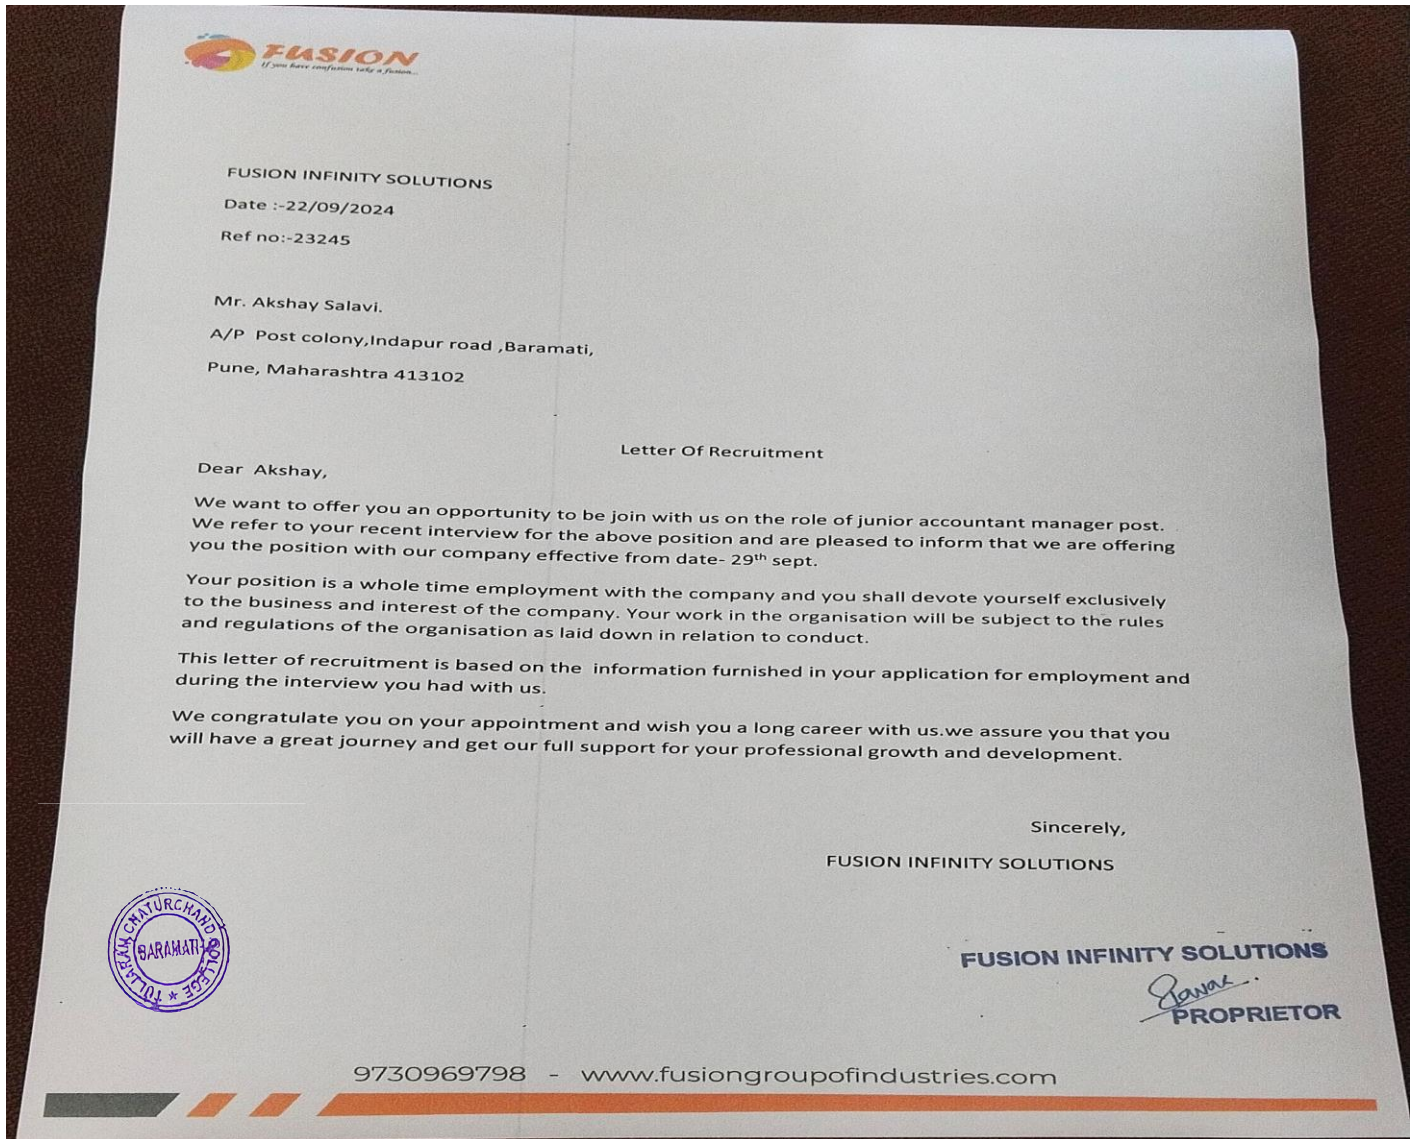 FUSION
If you have confusion take a fusion...
FUSION INFINITY SOLUTIONS
Date :-22/09/2024
Ref no:-23245
Mr. Akshay Salavi.
A/P  Post colony,Indapur road ,Baramati,
Pune, Maharashtra 413102
Letter Of Recruitment
Dear  Akshay,
We want to offer you an opportunity to be join with us on the role of junior accountant manager post.
We refer to your recent interview for the above position and are pleased to inform that we are offering
you the position with our company effective from date- 29th sept.
Your position is a whole time employment with the company and you shall devote yourself exclusively
to the business and interest of the company. Your work in the organisation will be subject to the rules
and regulations of the organisation as laid down in relation to conduct.
This letter of recruitment is based on the  information furnished in your application for employment and
during the interview you had with us.
We congratulate you on your appointment and wish you a long career with us.we assure you that you
will have a great journey and get our full support for your professional growth and development.
Sincerely,
FUSION INFINITY SOLUTIONS
TULJARAM CHATURCHAND COLLEGE
BARAMATI
FUSION INFINITY SOLUTIONS
PROPRIETOR
9730969798 - www.fusiongroupofindustries.com